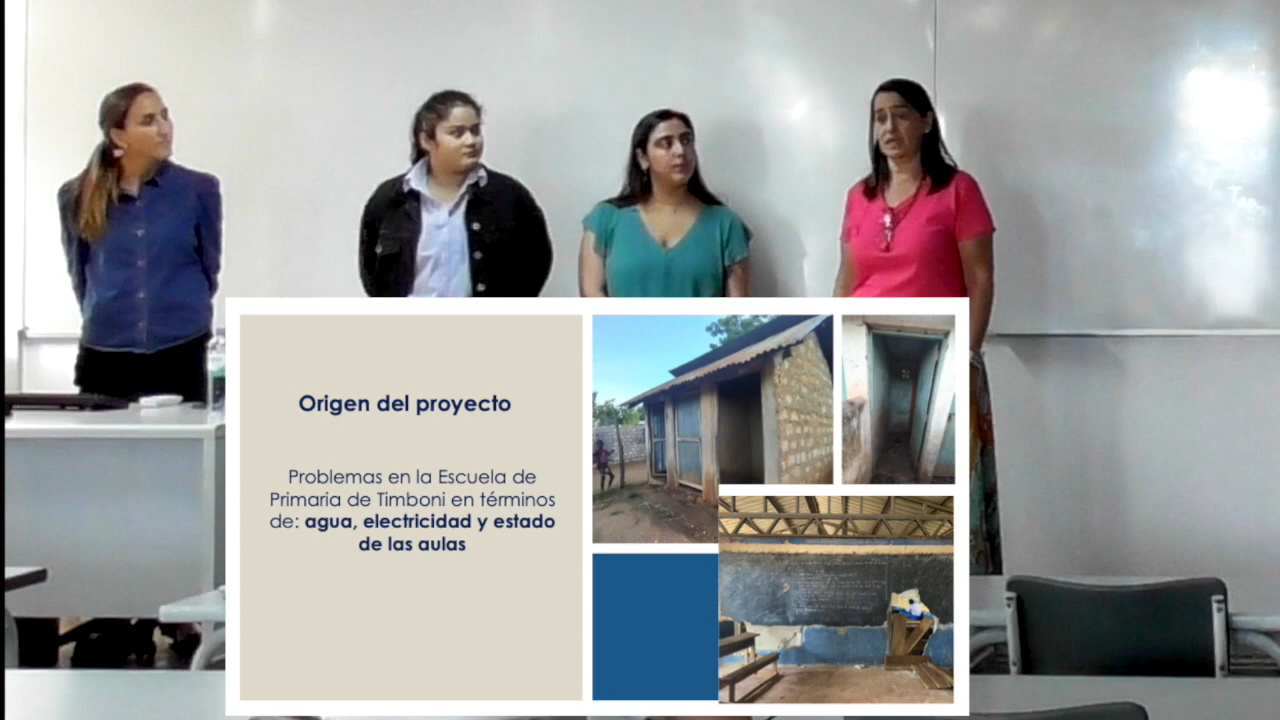 Origen del proyecto
Problemas en la Escuela de
Primaria de Timboni en términos
de: agua, electricidad y estado
de las aulas